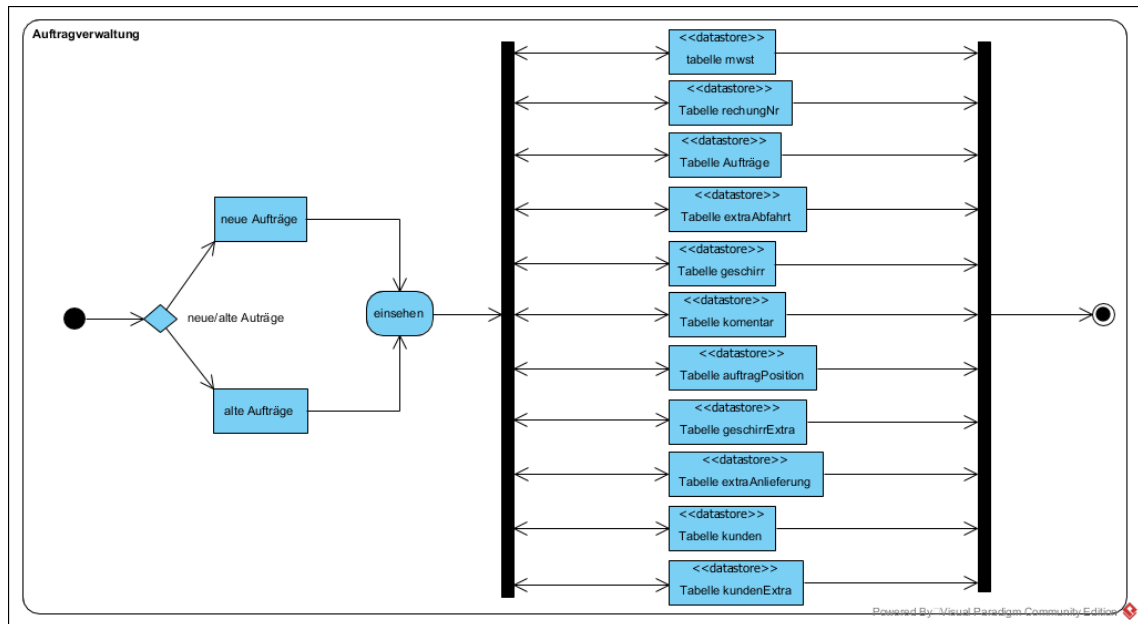 Auftragverwaltung
<<datastore>>
tabelle mwst
<<datastore>>
Tabelle rechungNr
<<datastore>>
Tabelle Aufträge
<<datastore>>
Tabelle extraAbfahrt
neue Aufträge
<<datastore>>
Tabelle geschirr
neue/alte Auträge
einsehen
<<datastore>>
Tabelle komentar
<<datastore>>
Tabelle auftragPosition
alte Aufträge
<<datastore>>
Tabelle geschirrExtra
<<datastore>>
Tabelle extraAnlieferung
<<datastore>>
Tabelle kunden
<<datastore>>
Tabelle kundenExtra
Powered By Visual Paradigm Community Edition